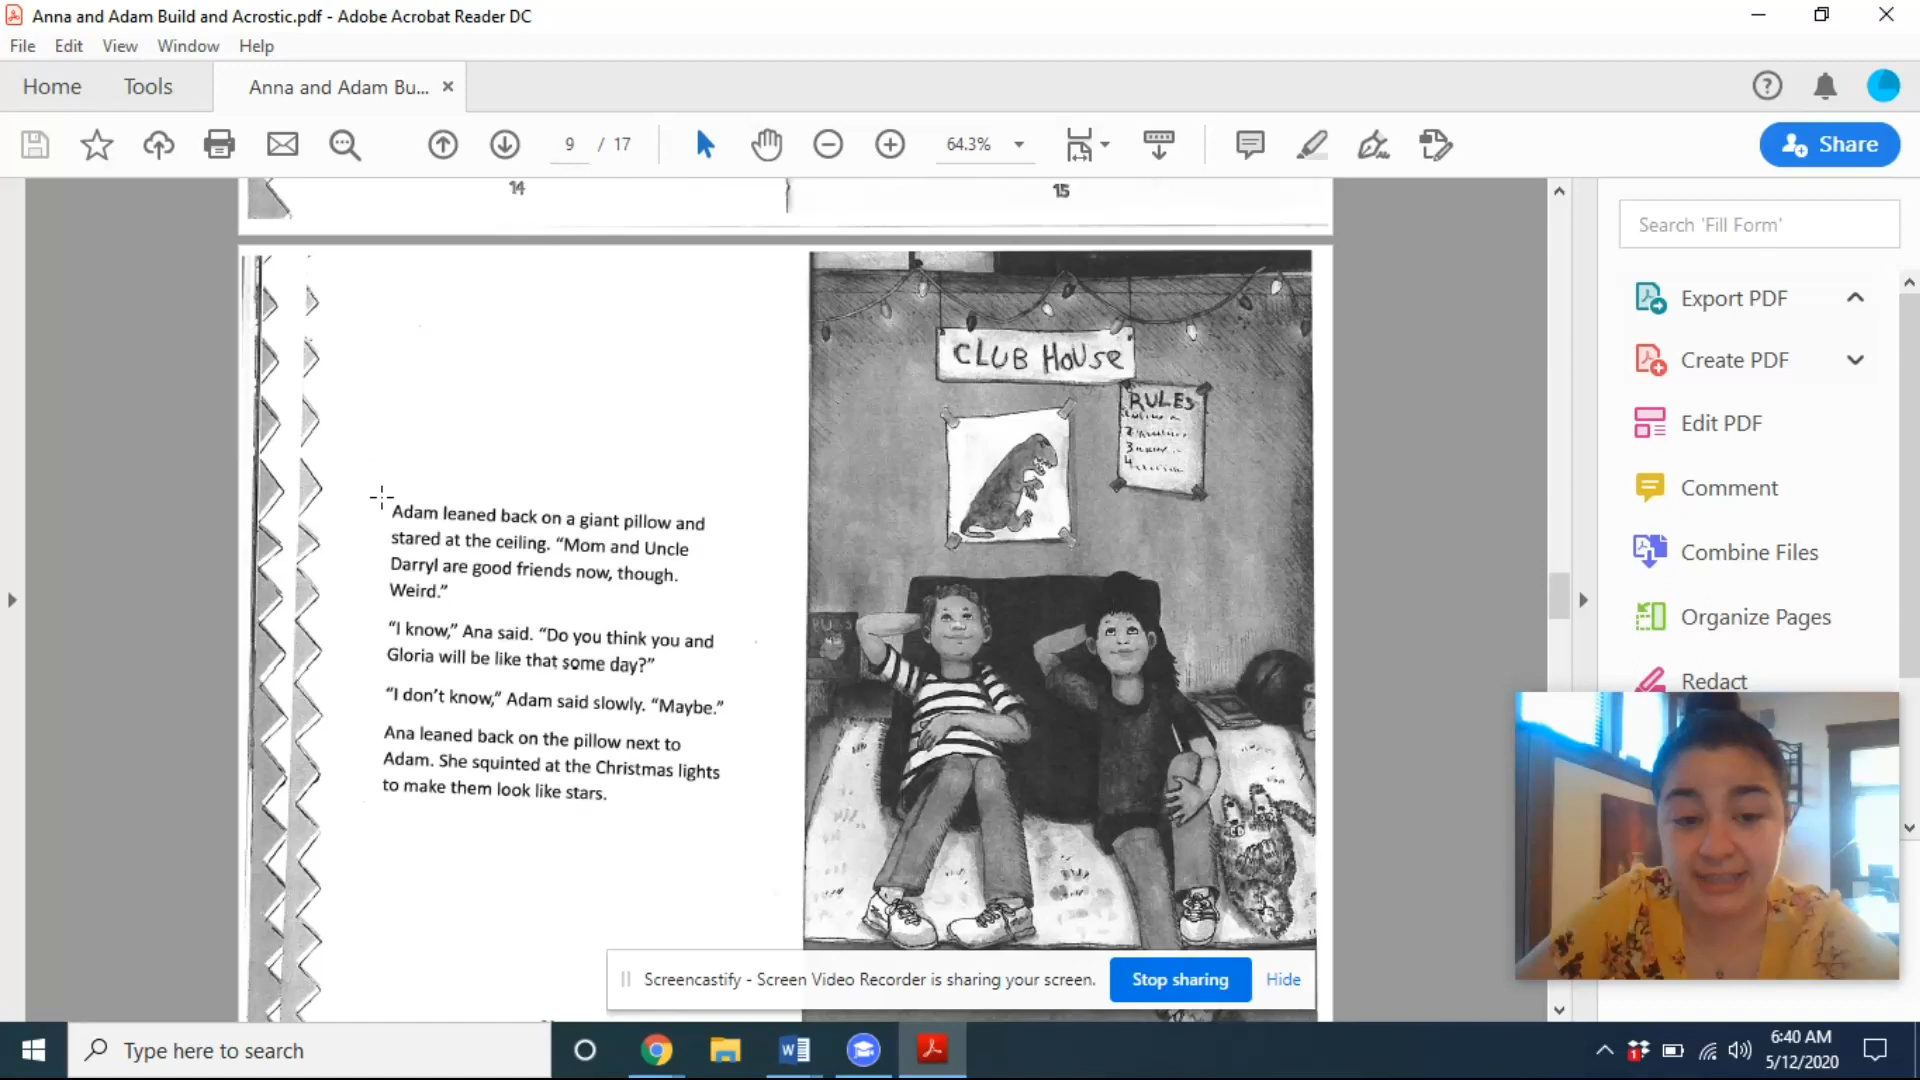 Anna and Adam Build and Acrostic.pdf - Adobe Acrobat Reader DC
File Edit View Window Help
Home Tools Anna and Adam Bu... ×
9 / 17 64.3% Share
14 15
Search 'Fill Form'
Export PDF
Create PDF
Edit PDF
Comment
Combine Files
Organize Pages
Redact
CLUB HOUSE
RULES
Adam leaned back on a giant pillow and
stared at the ceiling. “Mom and Uncle
Darryl are good friends now, though.
Weird.”
“I know,” Ana said. “Do you think you and
Gloria will be like that some day?”
“I don’t know,” Adam said slowly. “Maybe.”
Ana leaned back on the pillow next to
Adam. She squinted at the Christmas lights
to make them look like stars.
Screencastify - Screen Video Recorder is sharing your screen. Stop sharing Hide
Type here to search
6:40 AM
5/12/2020